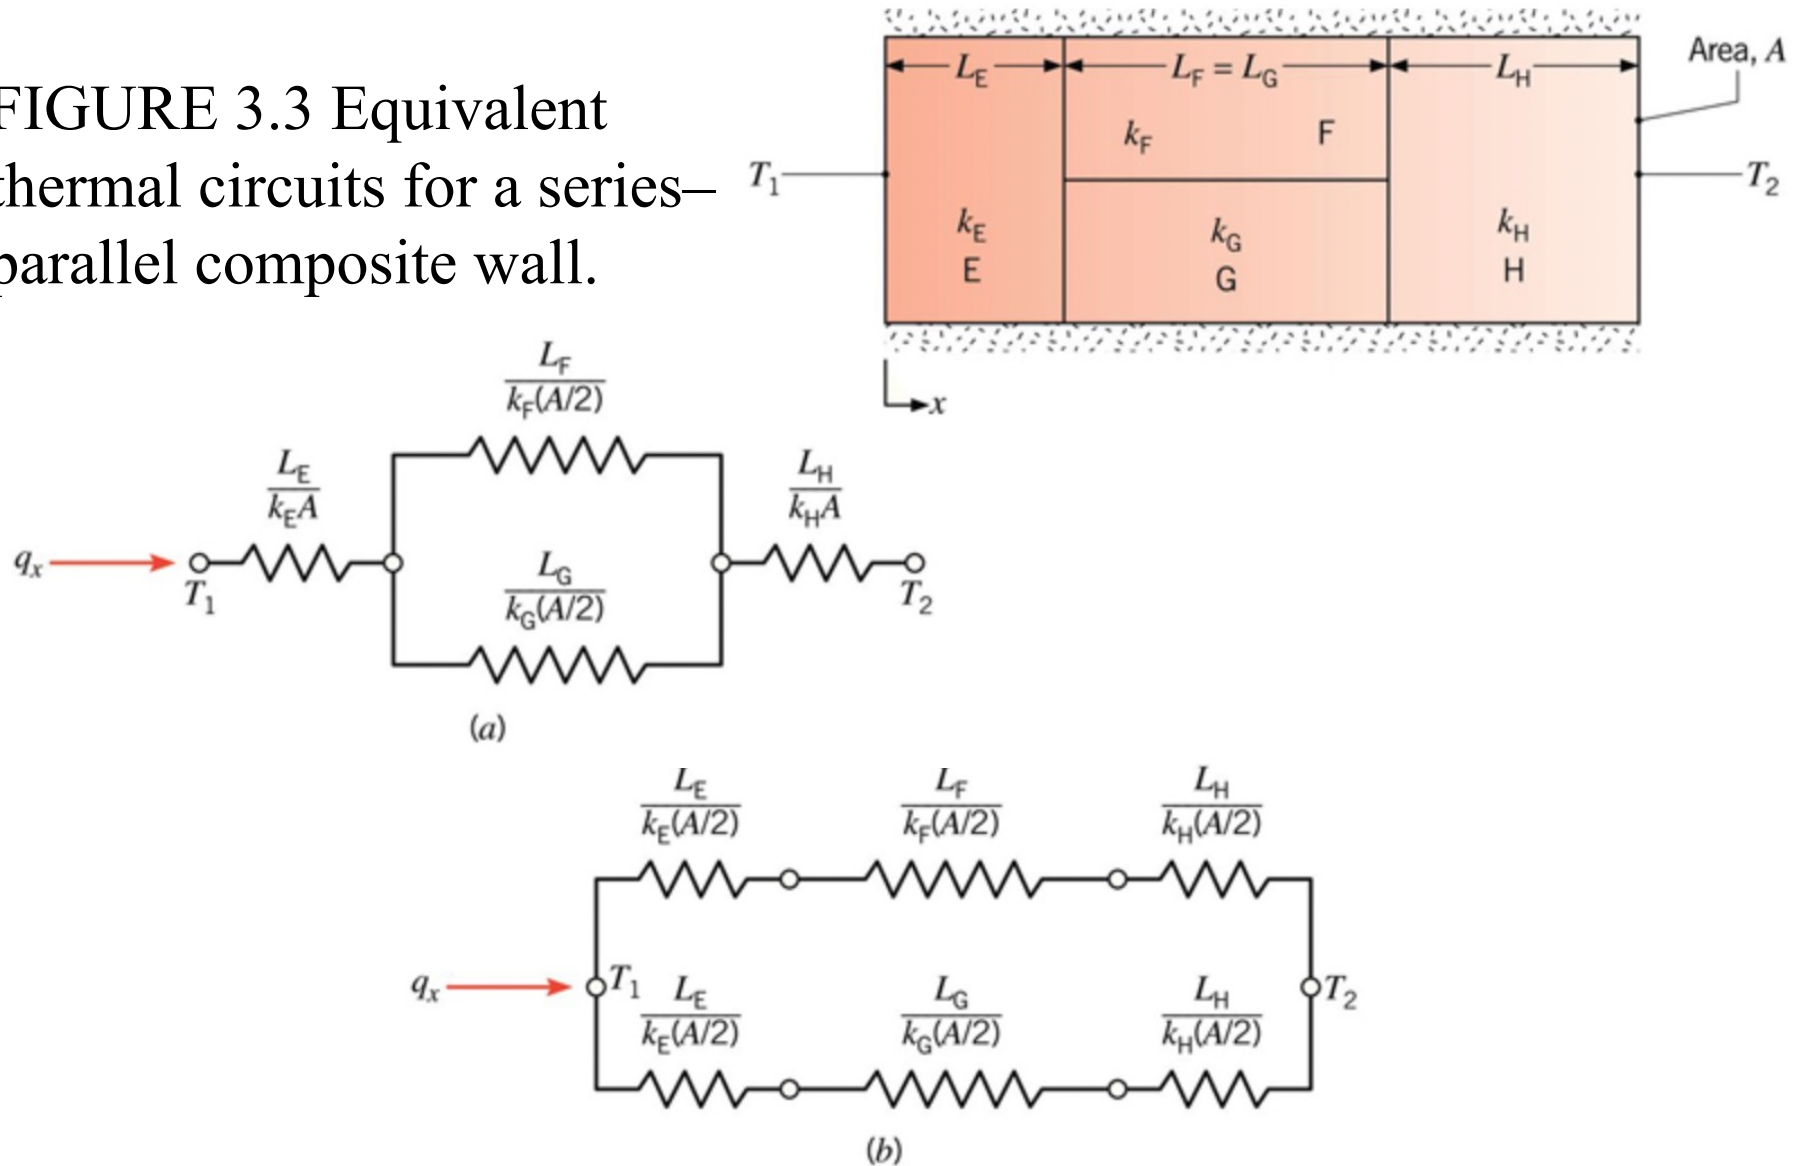 FIGURE 3.3 Equivalent
thermal circuits for a series–
parallel composite wall.
L_E
L_F = L_G
L_H
Area, A
k_F F
T_1
T_2
k_E
E
k_G
G
k_H
H
x
L_F
k_F(A/2)
L_E
k_EA
L_H
k_HA
q_x
T_1
L_G
k_G(A/2)
T_2
(a)
L_E
k_E(A/2)
L_F
k_F(A/2)
L_H
k_H(A/2)
q_x
T_1
L_E
k_E(A/2)
L_G
k_G(A/2)
L_H
k_H(A/2)
T_2
(b)